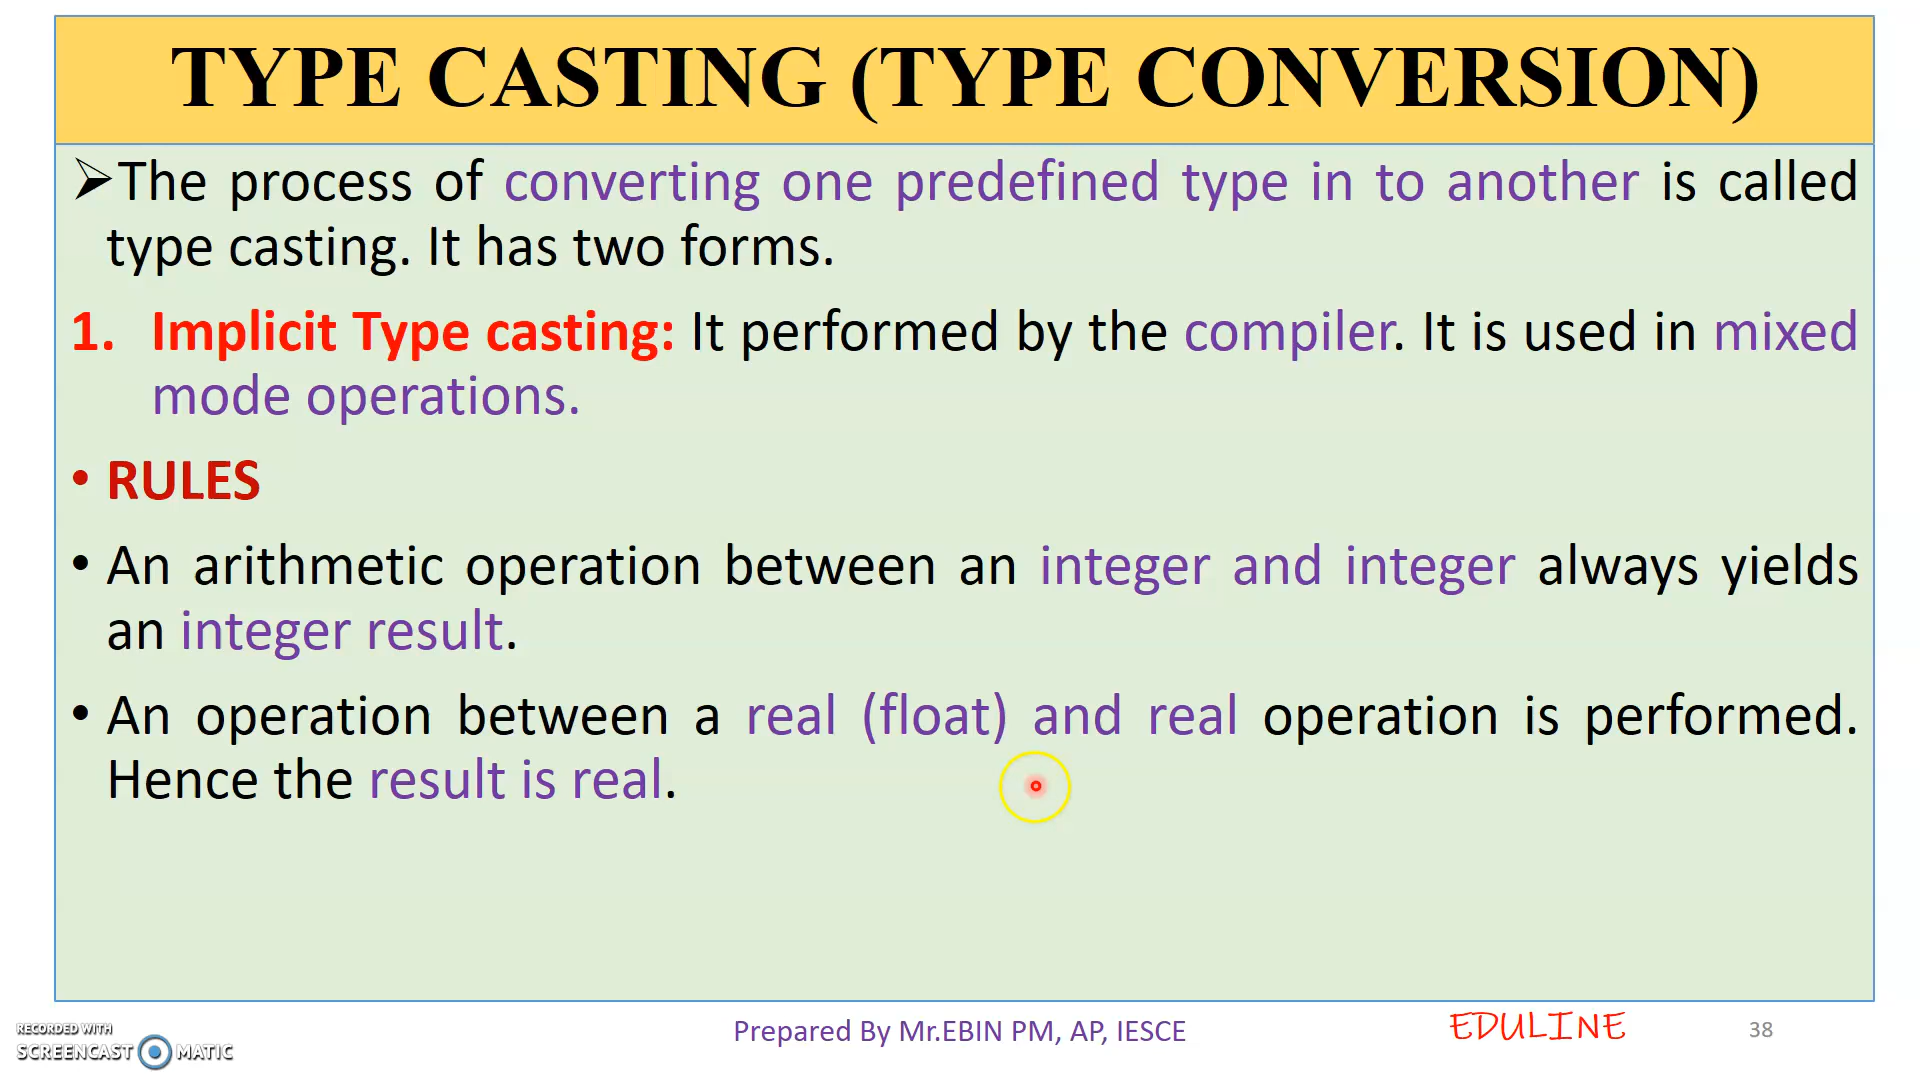 TYPE CASTING (TYPE CONVERSION)
➢The process of converting one predefined type in to another is called
type casting. It has two forms.
1. Implicit Type casting: It performed by the compiler. It is used in mixed
mode operations.
• RULES
• An arithmetic operation between an integer and integer always yields
an integer result.
• An operation between a real (float) and real operation is performed.
Hence the result is real.
RECORDED WITH
SCREENCAST MATIC
Prepared By Mr.EBIN PM, AP, IESCE
EDULINE
38